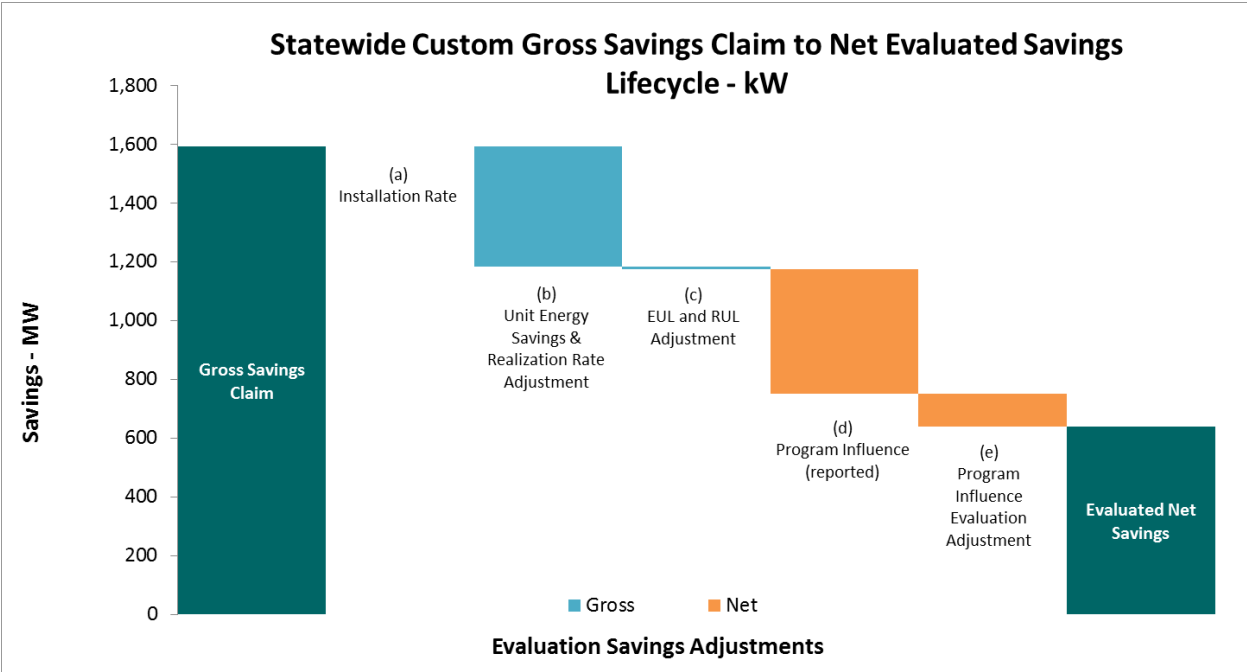 Statewide Custom Gross Savings Claim to Net Evaluated Savings
Lifecycle - kW
Savings - MW
1,800
1,600
1,400
1,200
1,000
800
600
400
200
0
Gross Savings
Claim
(a)
Installation Rate
(b)
Unit Energy
Savings &
Realization Rate
Adjustment
(c)
EUL and RUL
Adjustment
(d)
Program Influence
(reported)
(e)
Program
Influence
Evaluation
Adjustment
Evaluated Net
Savings
Gross
Net
Evaluation Savings Adjustments